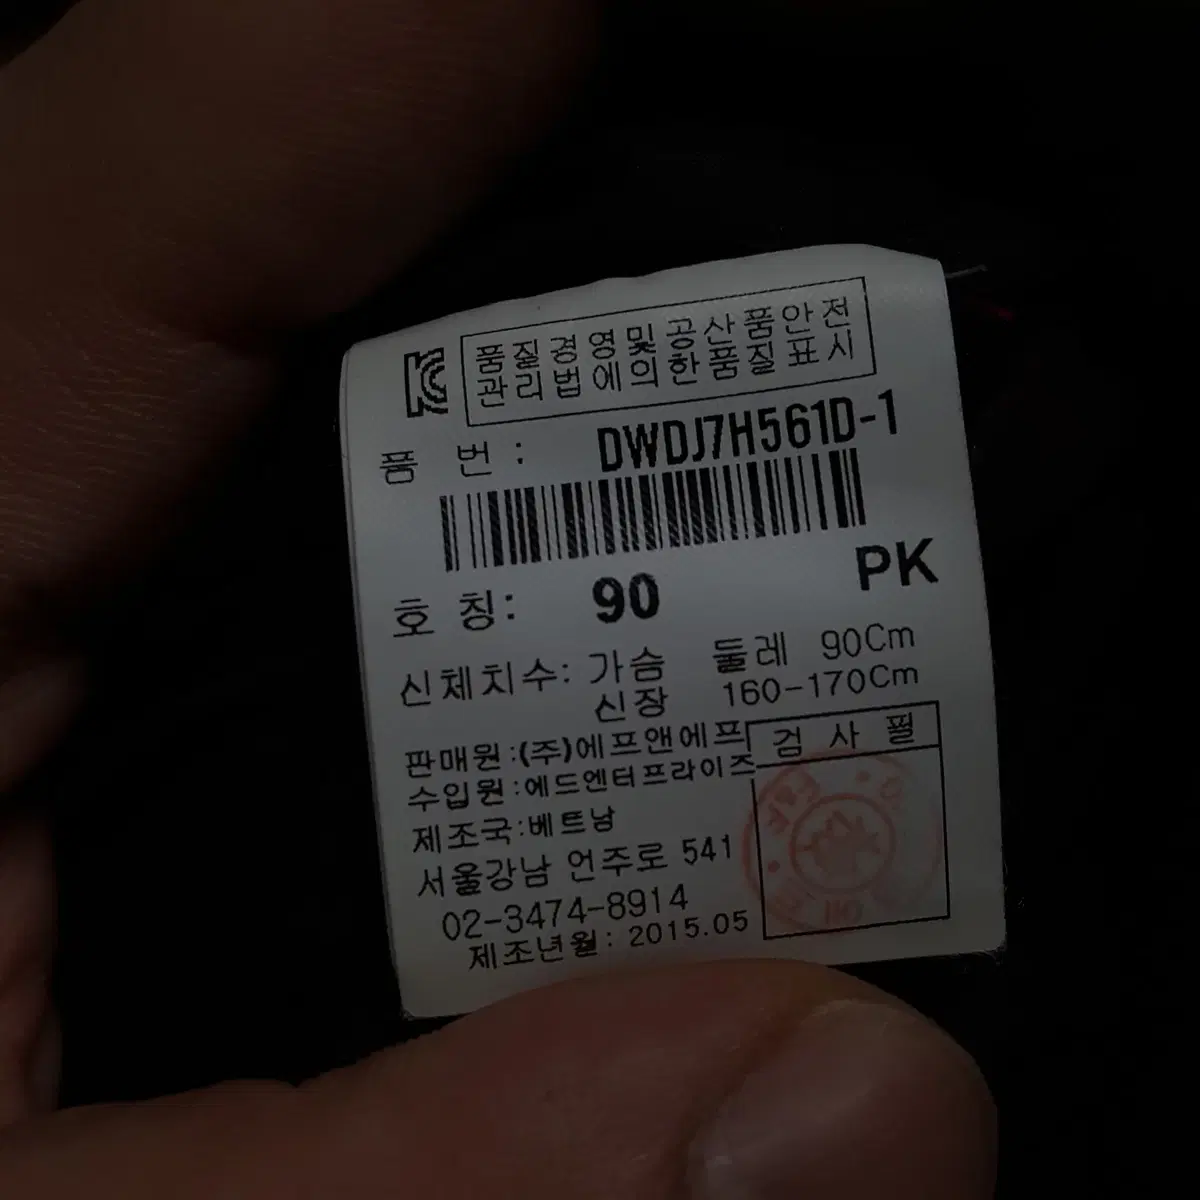 품질경영및공산품안전
관리법에의한품질표시
품 번 : DWDJ7H561D-1
PK
호 칭: 90
신체치수: 가슴 둘레 90Cm
신장 160-170Cm
판매원:(주)에프앤에프
수입원:에드엔터프라이즈
검 사 필
제조국:베트남
서울강남 언주로 541
02-3474-8914
제조년월: 2015.05